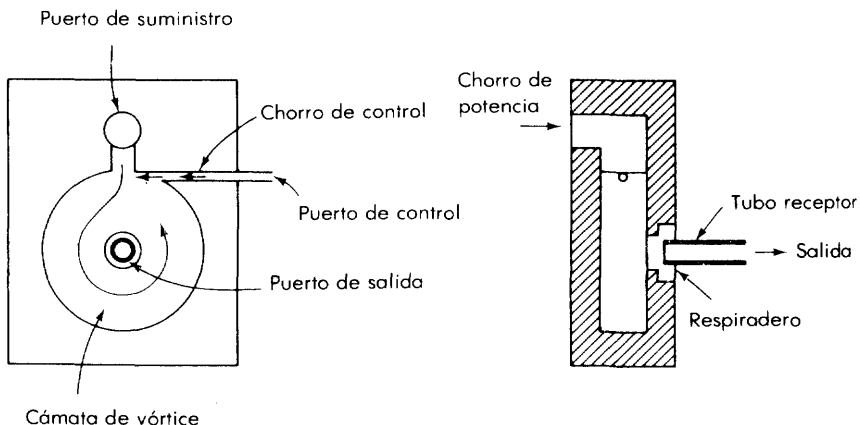 Puerto de suministro
Chorro de control
Puerto de control
Puerto de salida
Cámata de vórtice
Chorro de
potencia
Tubo receptor
Salida
Respiradero